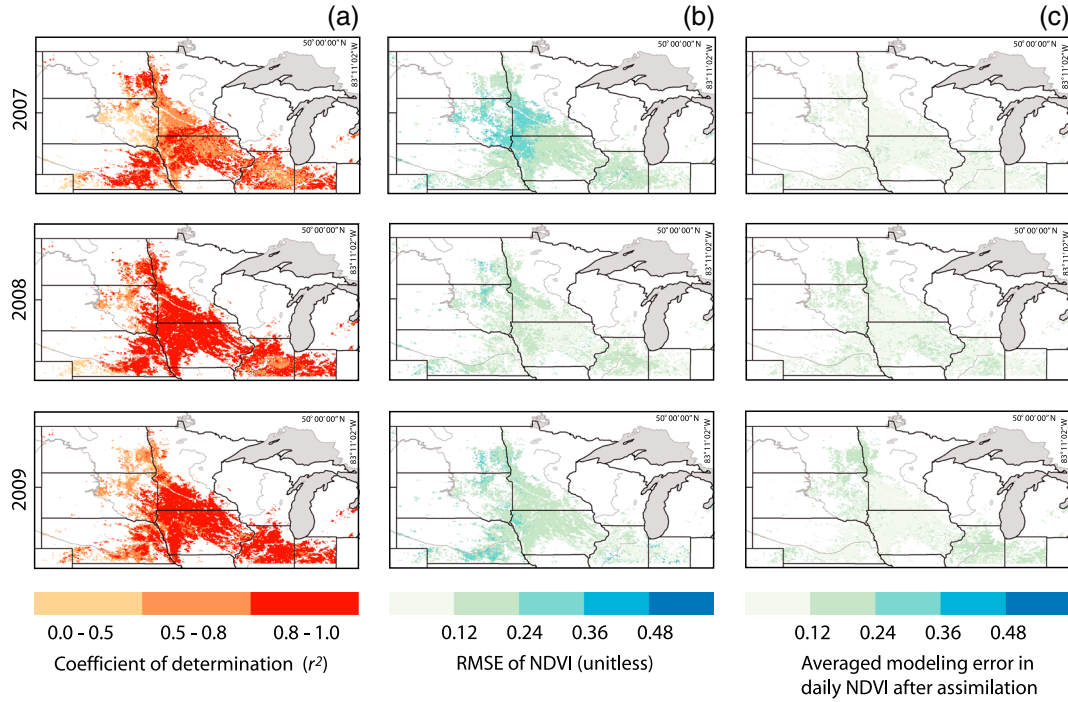 (a)
(b)
(c)
2007
50° 00' 00" N
83° 11' 02" W
50° 00' 00" N
83° 11' 02" W
50° 00' 00" N
83° 11' 02" W
2008
50° 00' 00" N
83° 11' 02" W
50° 00' 00" N
83° 11' 02" W
50° 00' 00" N
83° 11' 02" W
2009
50° 00' 00" N
83° 11' 02" W
50° 00' 00" N
83° 11' 02" W
50° 00' 00" N
83° 11' 02" W
0.0 - 0.5 0.5 - 0.8 0.8 - 1.0
Coefficient of determination (r²)
0.12 0.24 0.36 0.48
RMSE of NDVI (unitless)
0.12 0.24 0.36 0.48
Averaged modeling error in
daily NDVI after assimilation